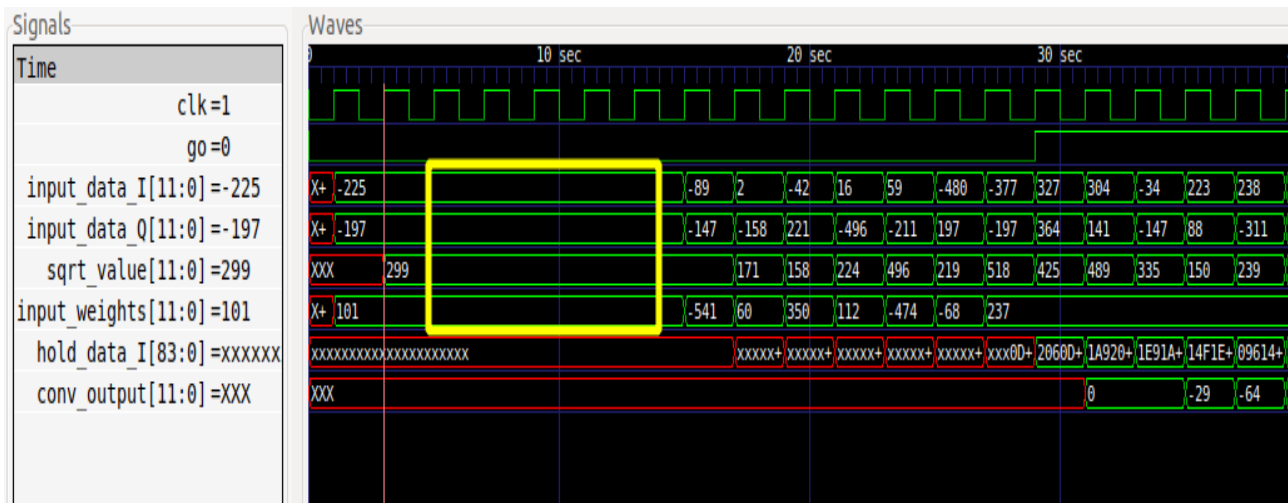 Signals
Waves
Time
0 10 sec 20 sec 30 sec
clk=1
go=0
input_data_I[11:0]=-225 X+ -225 -89 2 -42 16 59 -480 -377 327 304 -34 223 238
input_data_Q[11:0]=-197 X+ -197 -147 -158 221 -496 -211 197 -197 364 141 -147 88 -311
sqrt_value[11:0]=299 XXX 299 171 158 224 496 219 518 425 489 335 150 239
input_weights[11:0]=101 X+ 101 -541 60 350 112 -474 -68 237
hold_data_I[83:0]=xxxxxx xxxxxxxxxxxxxxxxxxxxx xxxxx+ xxxxx+ xxxxx+ xxxxx+ xxxxx+ xxx0D+ 2060D+ 1A920+ 1E91A+ 14F1E+ 09614+
conv_output[11:0]=XXX XXX 0 -29 -64